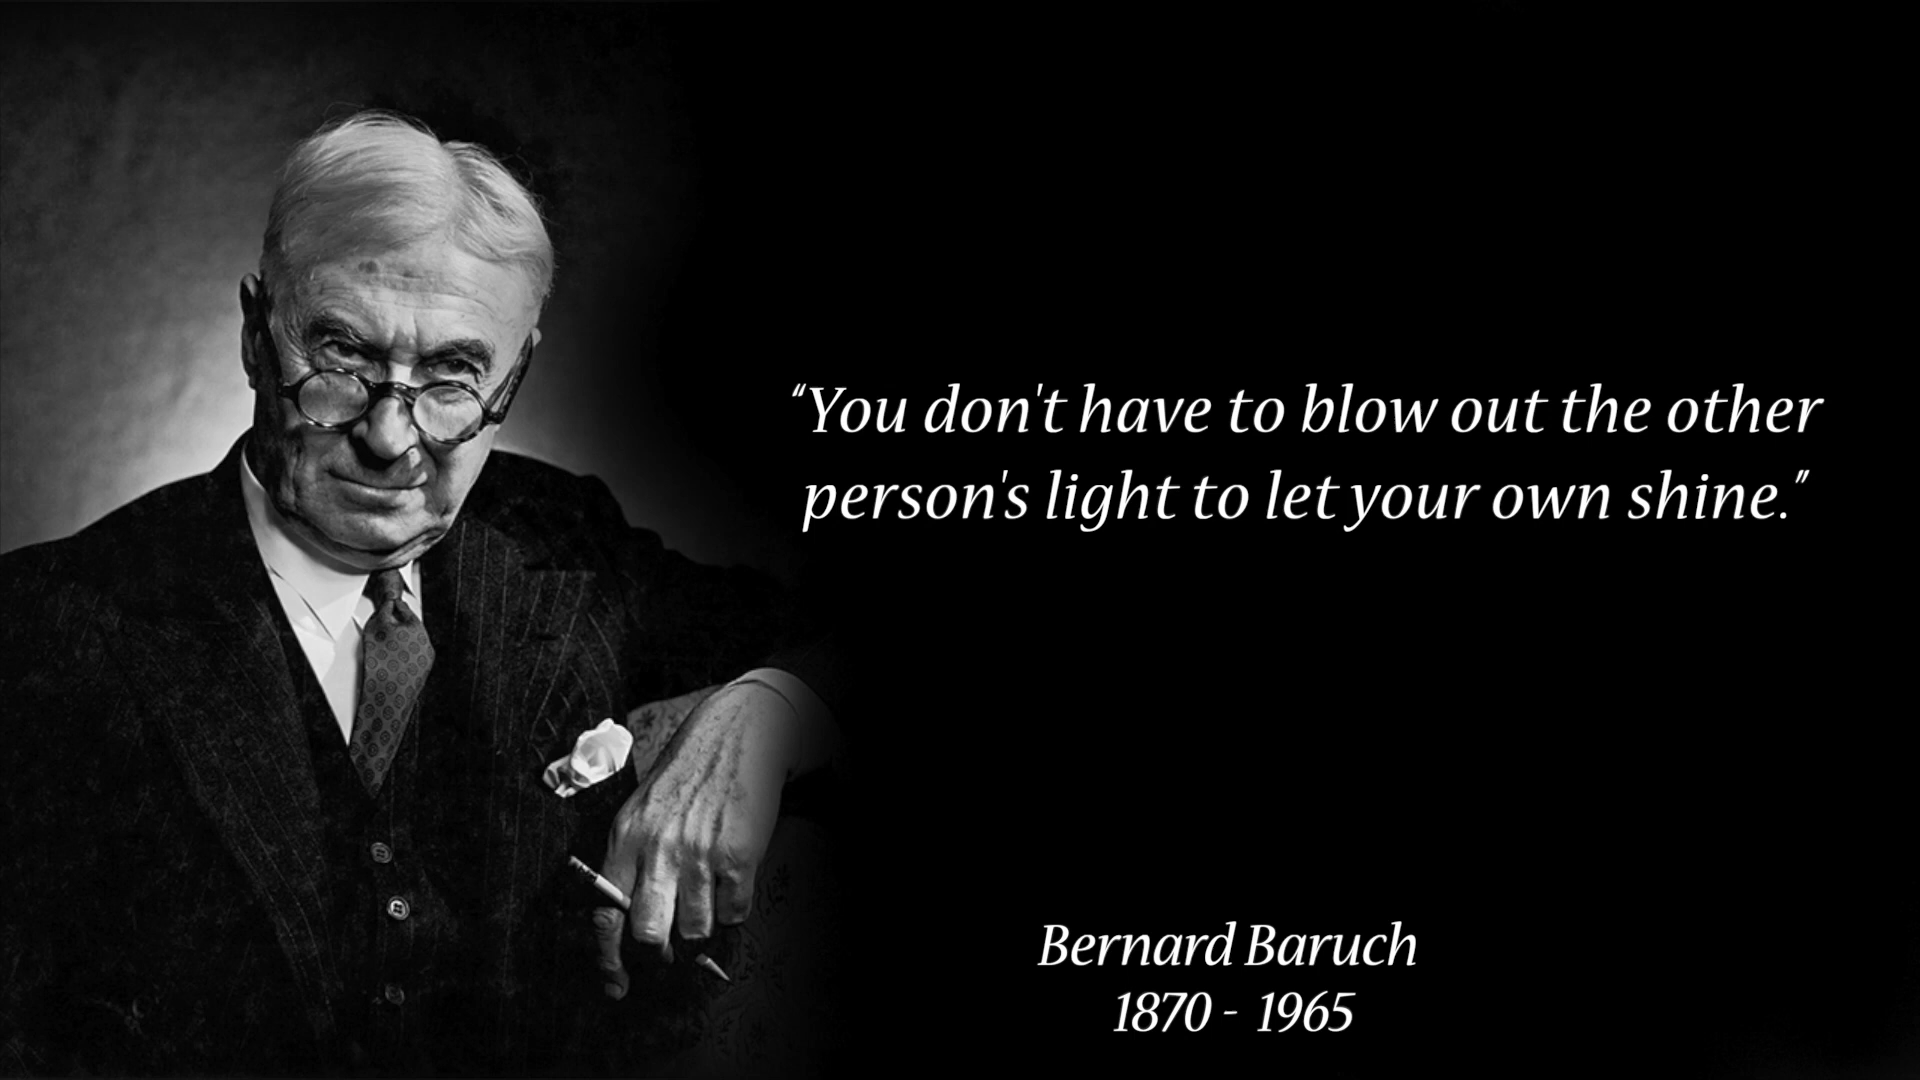 “You don't have to blow out the other
person's light to let your own shine.”
Bernard Baruch
1870 - 1965